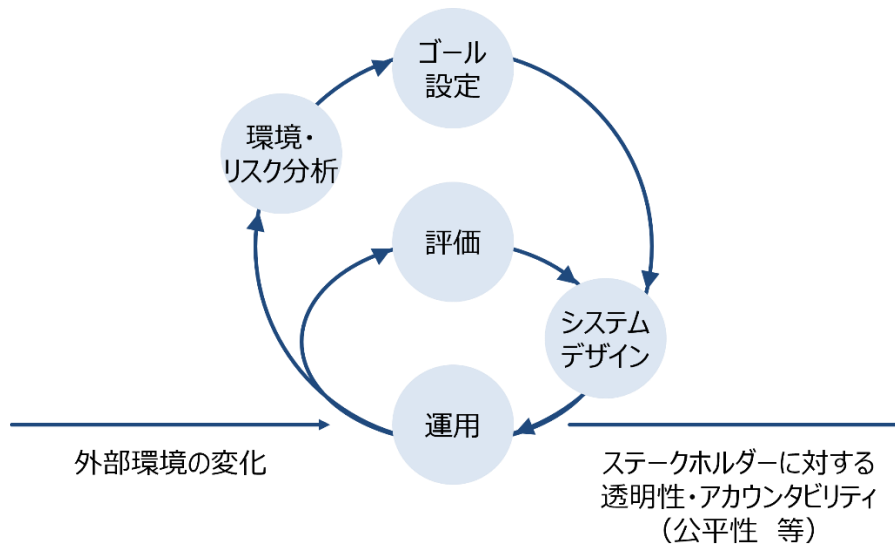 ゴール
設定
環境・
リスク分析
評価
システム
デザイン
運用
外部環境の変化
ステークホルダーに対する
透明性・アカウンタビリティ
（公平性　等）